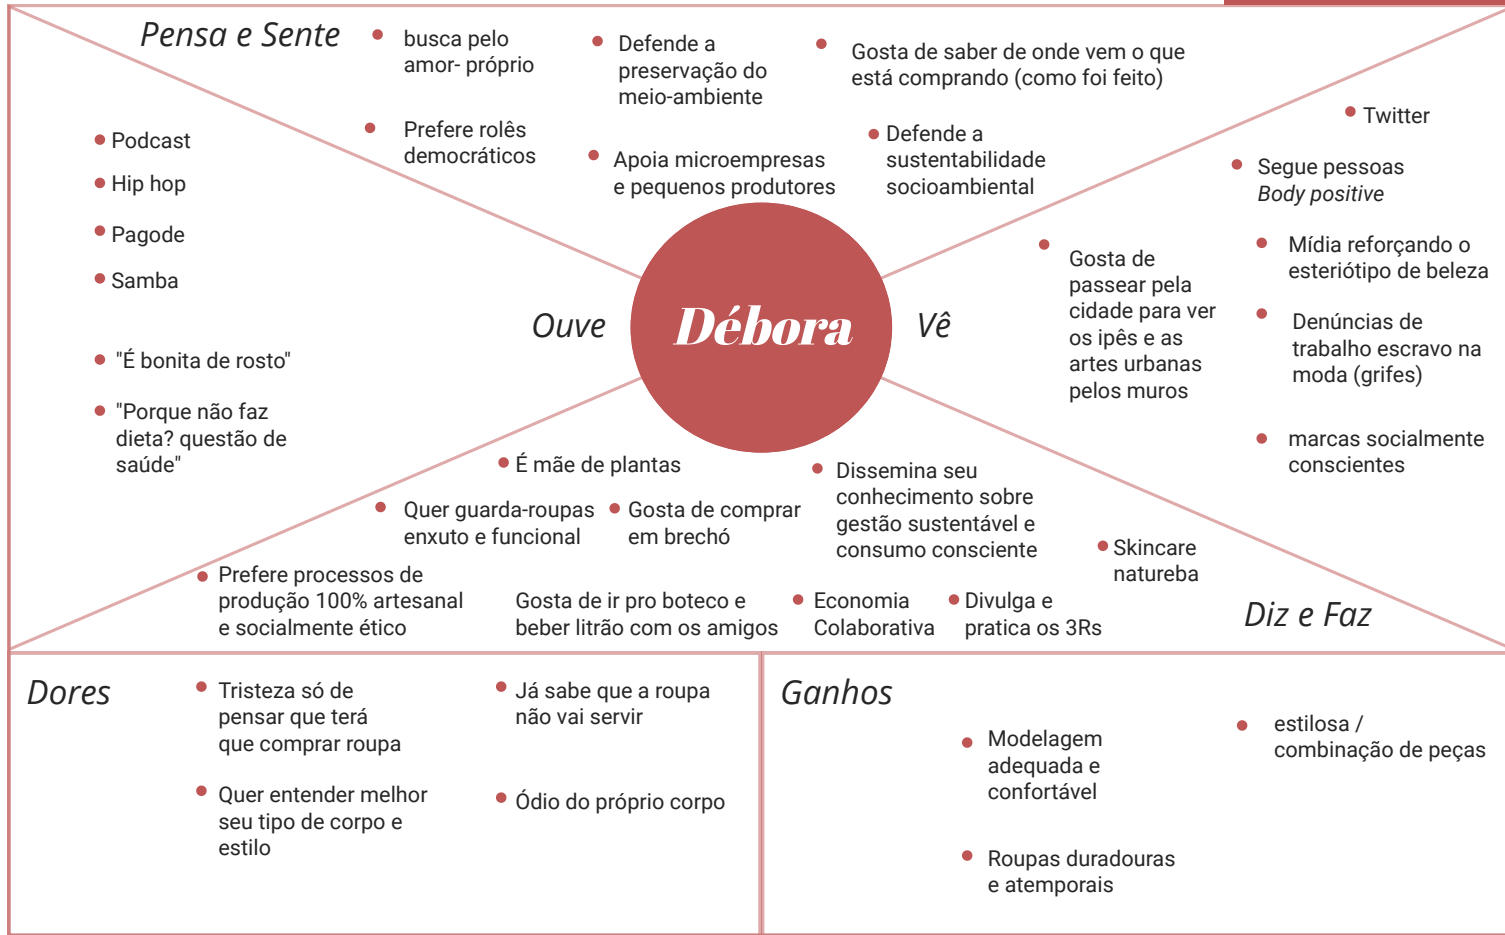 Pensa e Sente
busca pelo
amor- próprio
Defende a
preservação do
meio-ambiente
Gosta de saber de onde vem o que
está comprando (como foi feito)
Prefere rolês
democráticos
Apoia microempresas
e pequenos produtores
Defende a
sustentabilidade
socioambiental
Podcast
Hip hop
Pagode
Samba
"É bonita de rosto"
"Porque não faz
dieta? questão de
saúde"
Ouve
Débora
Vê
Twitter
Segue pessoas
Body positive
Gosta de
passear pela
cidade para ver
os ipês e as
artes urbanas
pelos muros
Mídia reforçando o
esteriótipo de beleza
Denúncias de
trabalho escravo na
moda (grifes)
marcas socialmente
conscientes
É mãe de plantas
Quer guarda-roupas
enxuto e funcional
Gosta de comprar
em brechó
Dissemina seu
conhecimento sobre
gestão sustentável e
consumo consciente
Skincare
natureba
Prefere processos de
produção 100% artesanal
e socialmente ético
Gosta de ir pro boteco e
beber litrão com os amigos
Economia
Colaborativa
Divulga e
pratica os 3Rs
Diz e Faz
Dores
Tristeza só de
pensar que terá
que comprar roupa
Já sabe que a roupa
não vai servir
Quer entender melhor
seu tipo de corpo e
estilo
Ódio do próprio corpo
Ganhos
Modelagem
adequada e
confortável
estilosa /
combinação de peças
Roupas duradouras
e atemporais